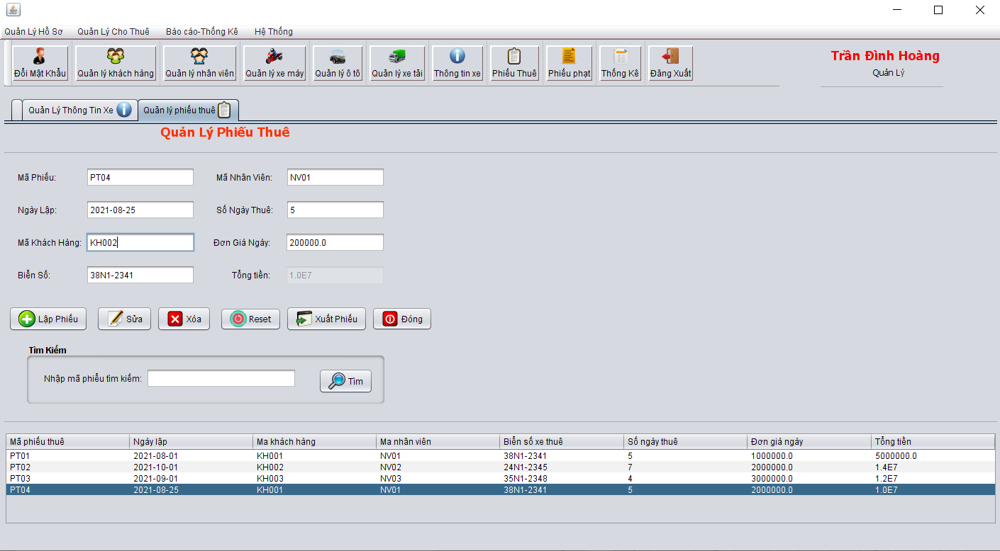 Quản Lý Hồ Sơ Quản Lý Cho Thuê Báo cáo-Thống Kê Hệ Thống
Đổi Mật Khẩu Quản lý khách hàng Quản lý nhân viên Quản lý xe máy Quản lý ô tô Quản lý xe tải Thông tin xe Phiếu Thuê Phiếu phạt Thống Kê Đăng Xuất
Trần Đình Hoàng
Quản Lý
Quản Lý Thông Tin Xe Quản lý phiếu thuê
Quản Lý Phiếu Thuê
Mã Phiếu: PT04 Mã Nhân Viên: NV01
Ngày Lập: 2021-08-25 Số Ngày Thuê: 5
Mã Khách Hàng: KH002 Đơn Giá Ngày: 200000.0
Biển Số: 38N1-2341 Tổng tiền: 1.0E7
Lập Phiếu Sửa Xóa Reset Xuất Phiếu Đóng
Tìm Kiếm
Nhập mã phiếu tìm kiếm: Tìm
Mã phiếu thuê Ngày lập Ma khách hàng Ma nhân viên Biển số xe thuê Số ngày thuê Đơn giá ngày Tổng tiền
PT01 2021-08-01 KH001 NV01 38N1-2341 5 1000000.0 5000000.0
PT02 2021-10-01 KH002 NV02 24N1-2345 7 2000000.0 1.4E7
PT03 2021-09-01 KH003 NV03 35N1-2348 4 3000000.0 1.2E7
PT04 2021-08-25 KH001 NV01 38N1-2341 5 2000000.0 1.0E7